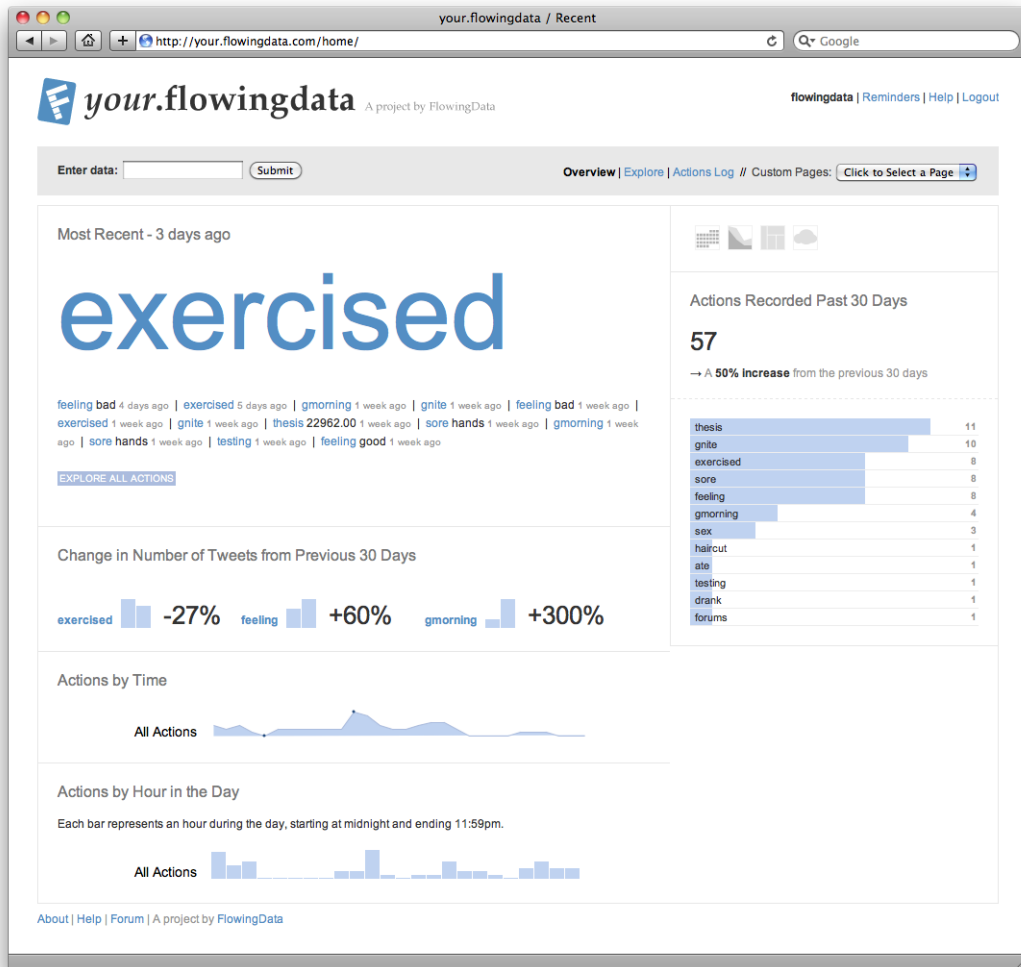 your.flowingdata / Recent
http://your.flowingdata.com/home/
Google
your.flowingdata A project by FlowingData
flowingdata | Reminders | Help | Logout
Enter data: Submit
Overview | Explore | Actions Log // Custom Pages: Click to Select a Page
Most Recent - 3 days ago
exercised
feeling bad 4 days ago | exercised 5 days ago | gmorning 1 week ago | gnite 1 week ago | feeling bad 1 week ago |
exercised 1 week ago | gnite 1 week ago | thesis 22962.00 1 week ago | sore hands 1 week ago | gmorning 1 week
ago | sore hands 1 week ago | testing 1 week ago | feeling good 1 week ago
EXPLORE ALL ACTIONS
Change in Number of Tweets from Previous 30 Days
exercised -27% feeling +60% gmorning +300%
Actions by Time
All Actions
Actions by Hour in the Day
Each bar represents an hour during the day, starting at midnight and ending 11:59pm.
All Actions
Actions Recorded Past 30 Days
57
→ A 50% increase from the previous 30 days
thesis 11
gnite 10
exercised 8
sore 8
feeling 8
gmorning 4
sex 3
haircut 1
ate 1
testing 1
drank 1
forums 1
About | Help | Forum | A project by FlowingData